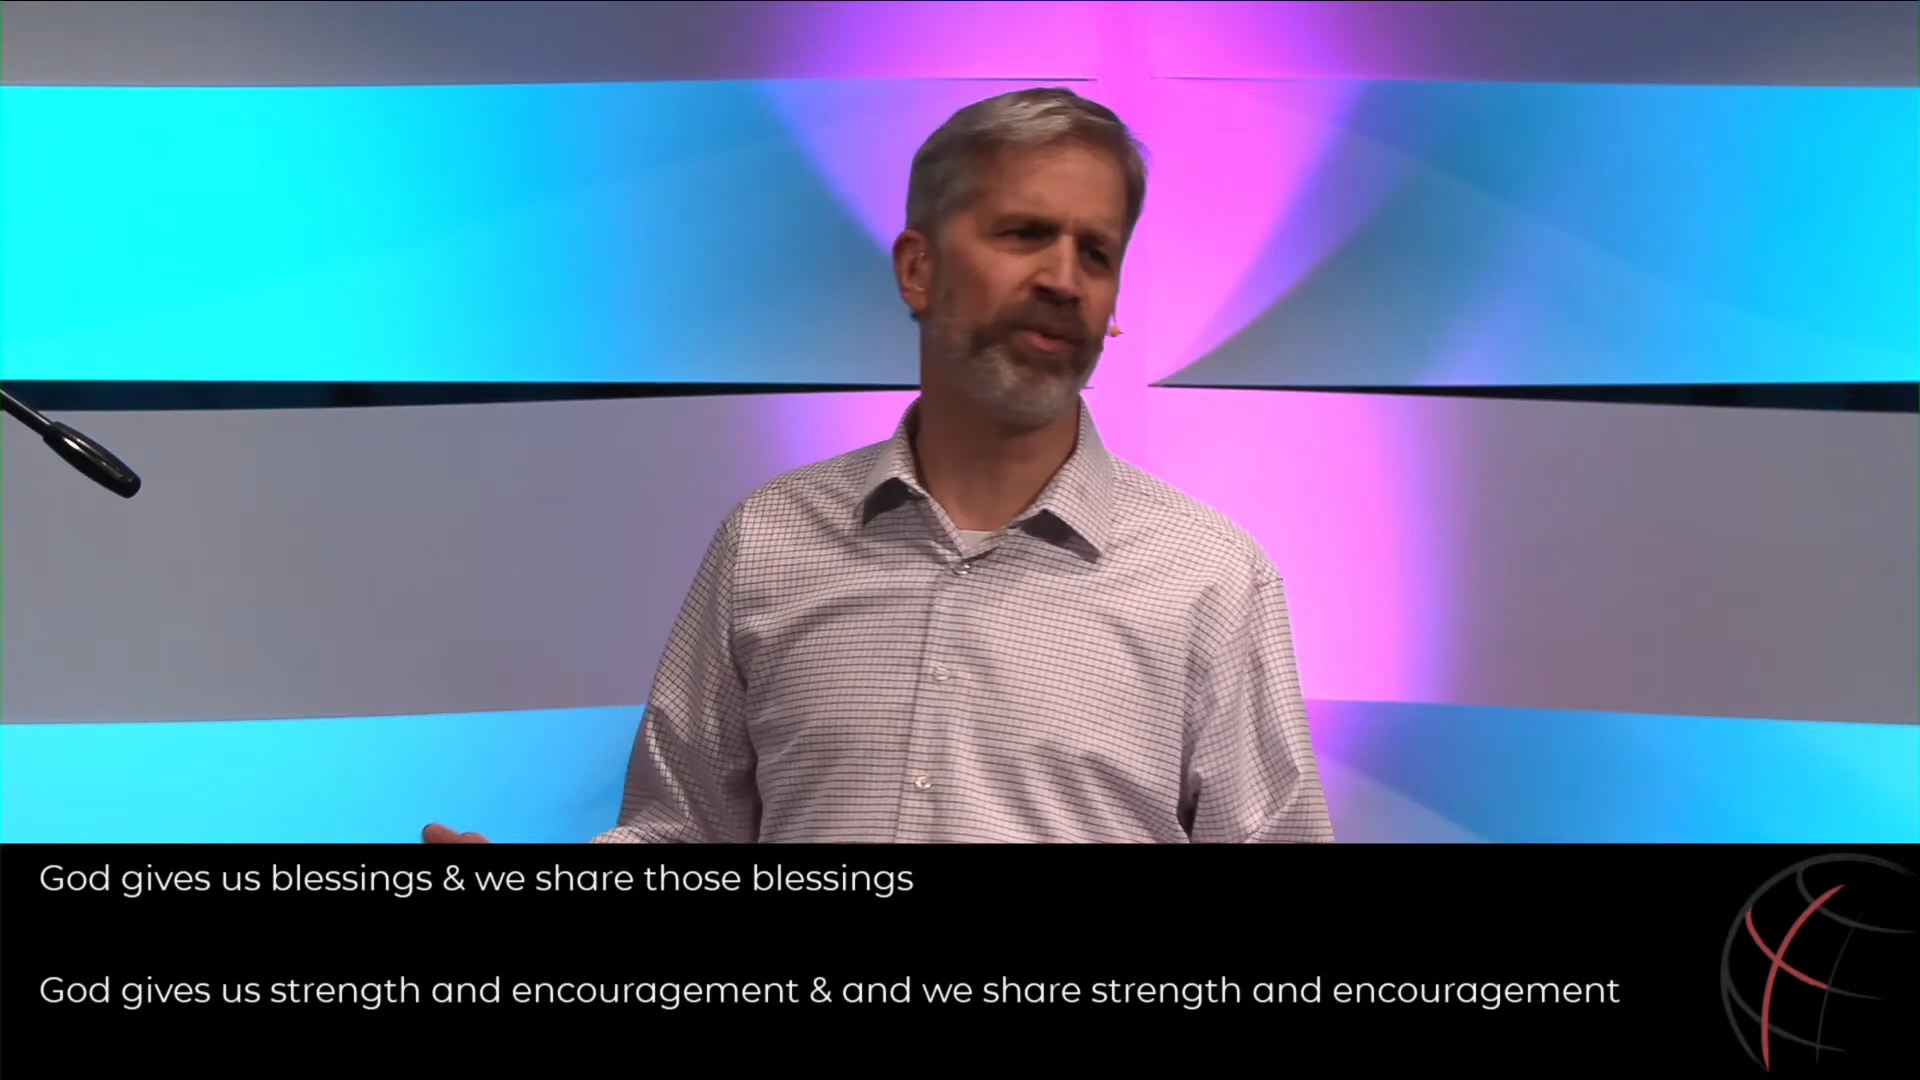 God gives us blessings & we share those blessings
God gives us strength and encouragement & and we share strength and encouragement